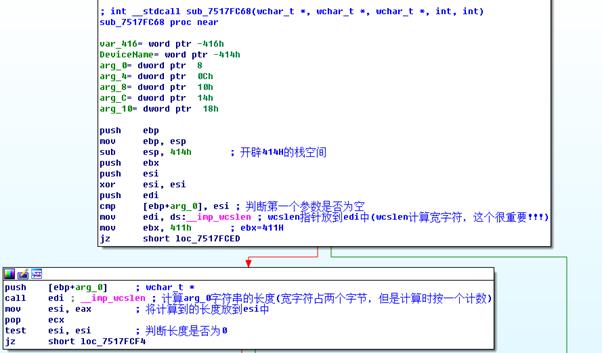 ; int __stdcall sub_7517FC68(wchar_t *, wchar_t *, wchar_t *, int, int)
sub_7517FC68 proc near
var_416= word ptr -416h
DeviceName= word ptr -414h
arg_0= dword ptr  8
arg_4= dword ptr  0Ch
arg_8= dword ptr  10h
arg_C= dword ptr  14h
arg_10= dword ptr  18h
push    ebp
mov     ebp, esp
sub     esp, 414h       ; 开辟414H的栈空间
push    ebx
push    esi
xor     esi, esi
push    edi
cmp     [ebp+arg_0], esi ; 判断第一个参数是否为空
mov     edi, ds:__imp_wcslen ; wcslen指针放到edi中(wcslen计算宽字符，这个很重要!!!)
mov     ebx, 411h       ; ebx=411H
jz      short loc_7517FCED
push    [ebp+arg_0]     ; wchar_t *
call    edi ; __imp_wcslen ; 计算arg_0字符串的长度(宽字符占两个字节，但是计算时按一个计数)
mov     esi, eax        ; 将计算到的长度放到esi中
pop     ecx
test    esi, esi        ; 判断长度是否为0
jz      short loc_7517FCF4